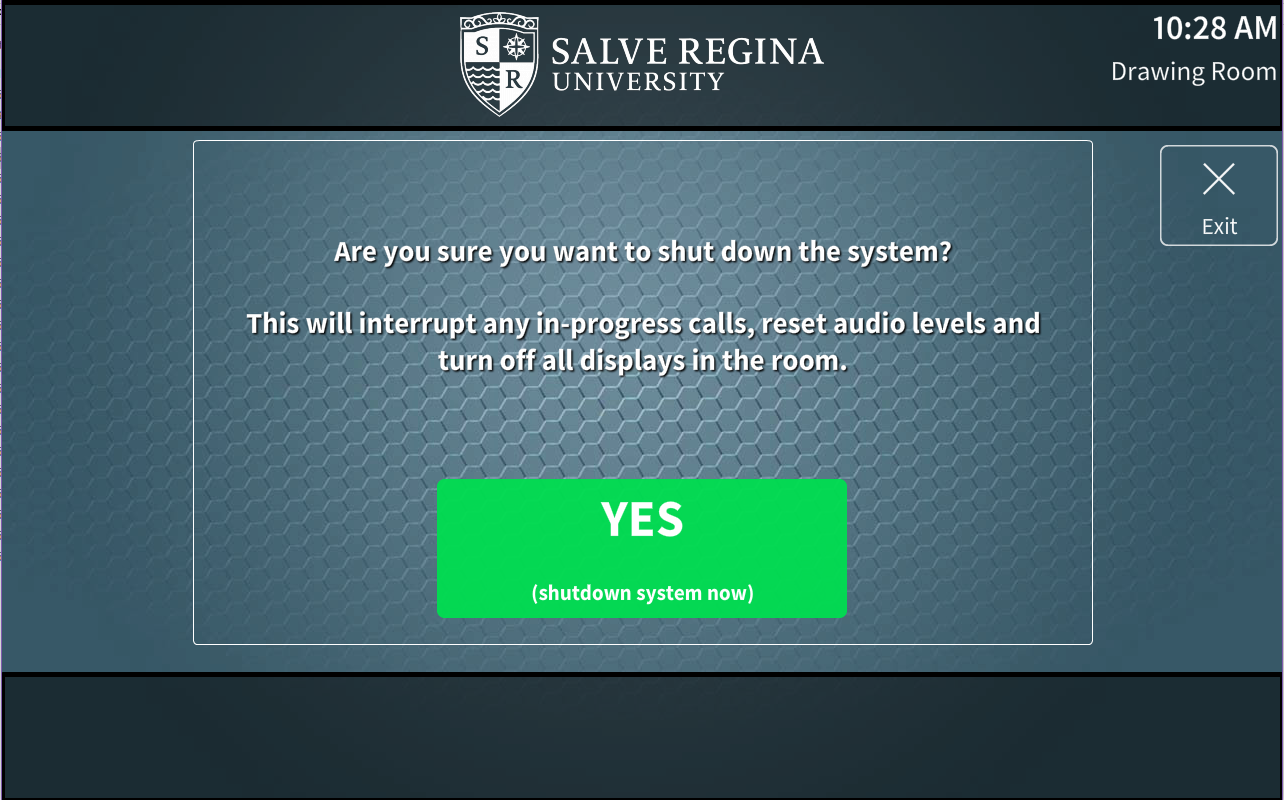 S
R
SALVE REGINA
UNIVERSITY
10:28 AM
Drawing Room
Exit
Are you sure you want to shut down the system?
This will interrupt any in-progress calls, reset audio levels and
turn off all displays in the room.
YES
(shutdown system now)